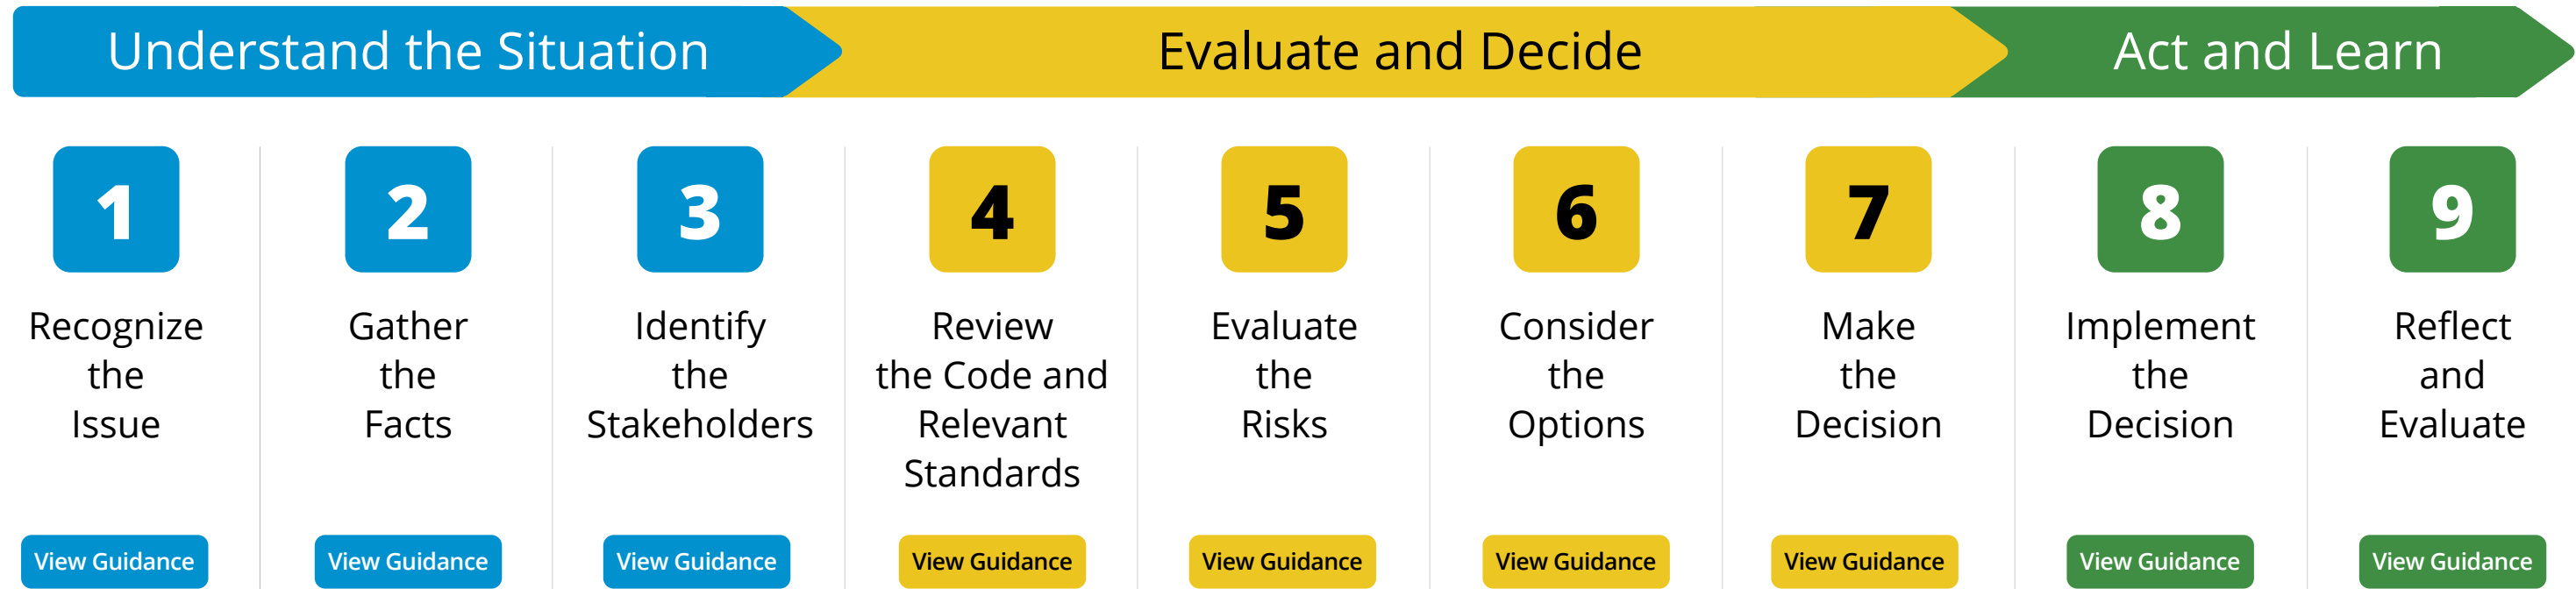 Understand the Situation
Evaluate and Decide
Act and Learn
1
Recognize
the
Issue
View Guidance
2
Gather
the
Facts
View Guidance
3
Identify
the
Stakeholders
View Guidance
4
Review
the Code and
Relevant
Standards
View Guidance
5
Evaluate
the
Risks
View Guidance
6
Consider
the
Options
View Guidance
7
Make
the
Decision
View Guidance
8
Implement
the
Decision
View Guidance
9
Reflect
and
Evaluate
View Guidance